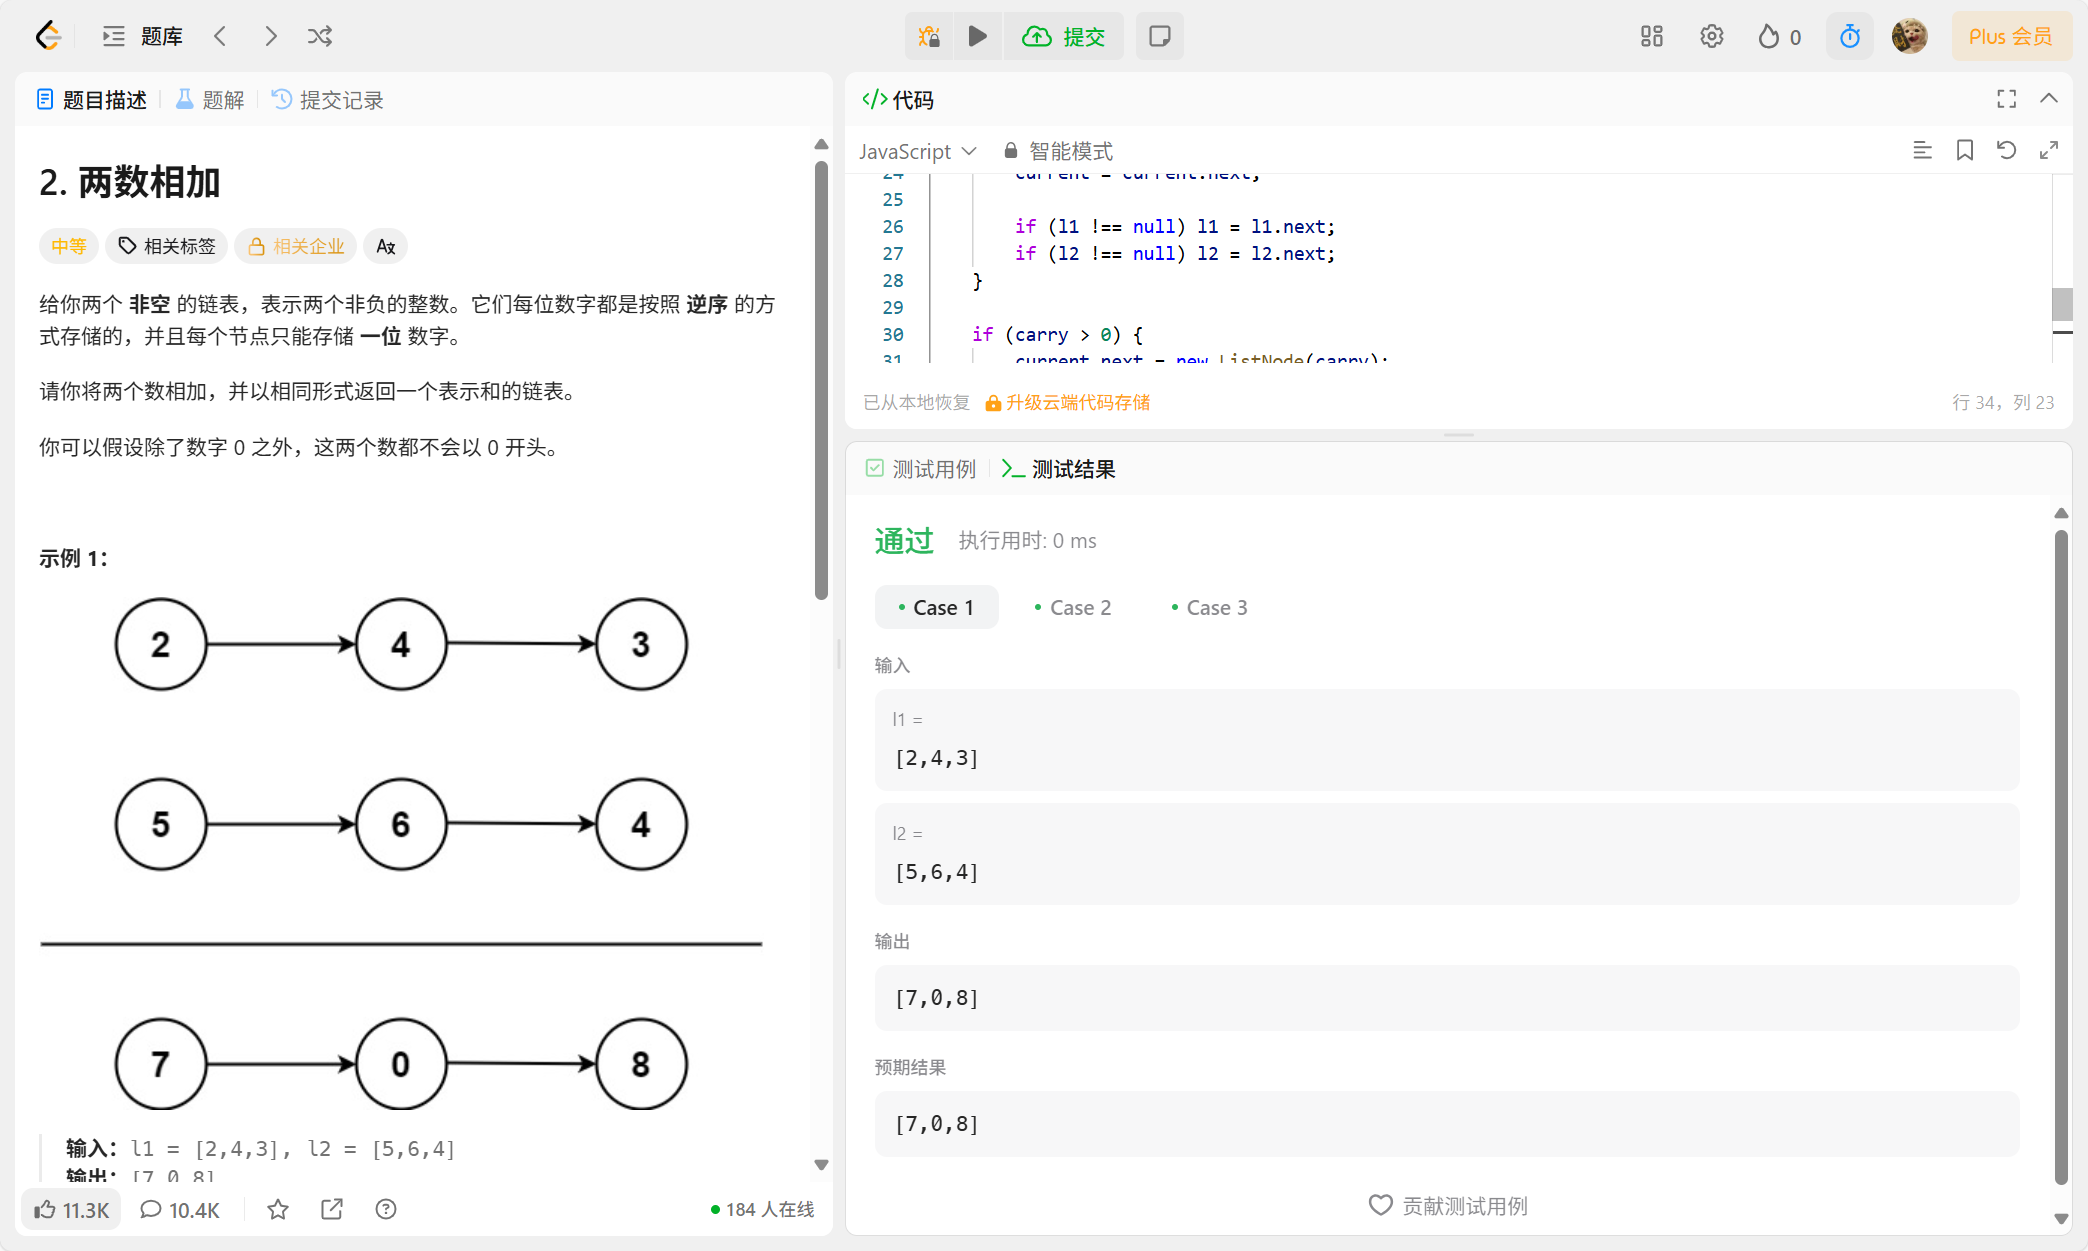 题库
提交
0
Plus 会员
题目描述
题解
提交记录
2. 两数相加
中等
相关标签
相关企业
给你两个 非空 的链表，表示两个非负的整数。它们每位数字都是按照 逆序 的方
式存储的，并且每个节点只能存储 一位 数字。
请你将两个数相加，并以相同形式返回一个表示和的链表。
你可以假设除了数字 0 之外，这两个数都不会以 0 开头。
示例 1：
2 4 3
5 6 4
7 0 8
输入：l1 = [2,4,3], l2 = [5,6,4]
输出：[7,0,8]
11.3K
10.4K
184 人在线
代码
JavaScript
智能模式
24 current = current.next;
25
26 if (l1 !== null) l1 = l1.next;
27 if (l2 !== null) l2 = l2.next;
28 }
29
30 if (carry > 0) {
31 current.next = new ListNode(carry);
已从本地恢复
升级云端代码存储
行 34，列 23
测试用例
测试结果
通过
执行用时: 0 ms
Case 1
Case 2
Case 3
输入
l1 =
[2,4,3]
l2 =
[5,6,4]
输出
[7,0,8]
预期结果
[7,0,8]
贡献测试用例